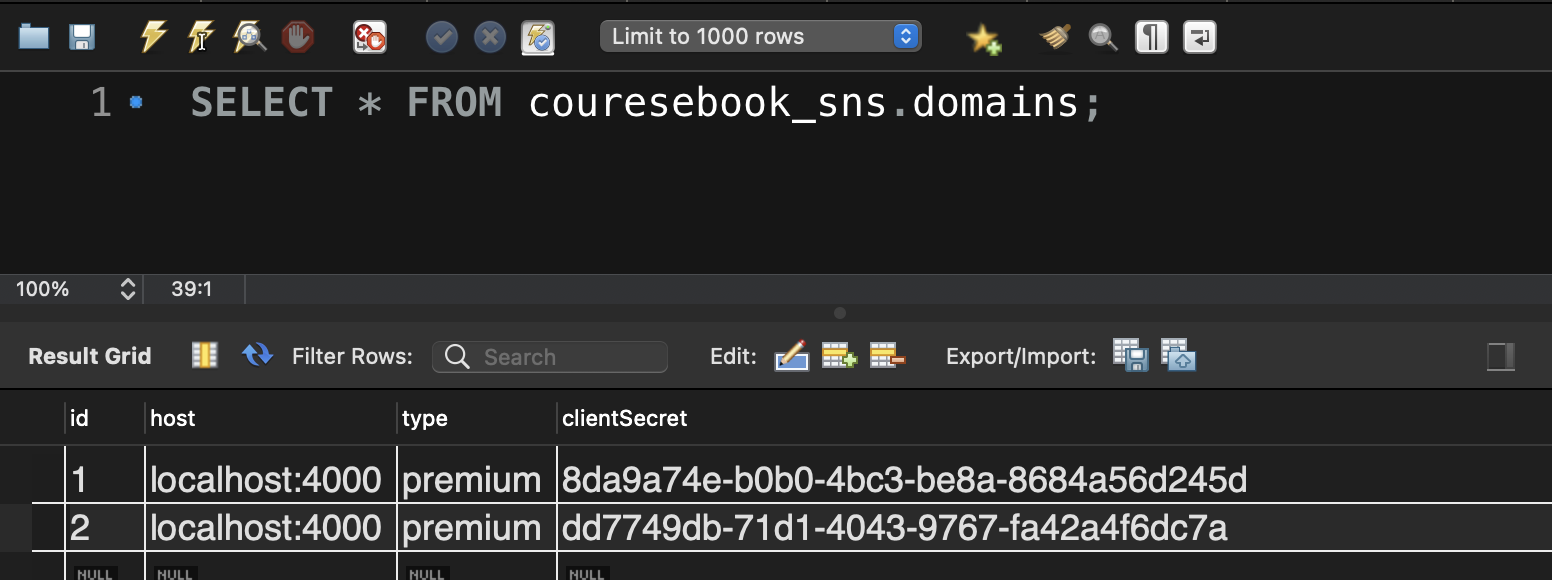 Limit to 1000 rows
1 SELECT * FROM couresebook_sns.domains;
100% 39:1
Result Grid Filter Rows: Search Edit: Export/Import:
id host type clientSecret
1 localhost:4000 premium 8da9a74e-b0b0-4bc3-be8a-8684a56d245d
2 localhost:4000 premium dd7749db-71d1-4043-9767-fa42a4f6dc7a
NULL NULL NULL NULL